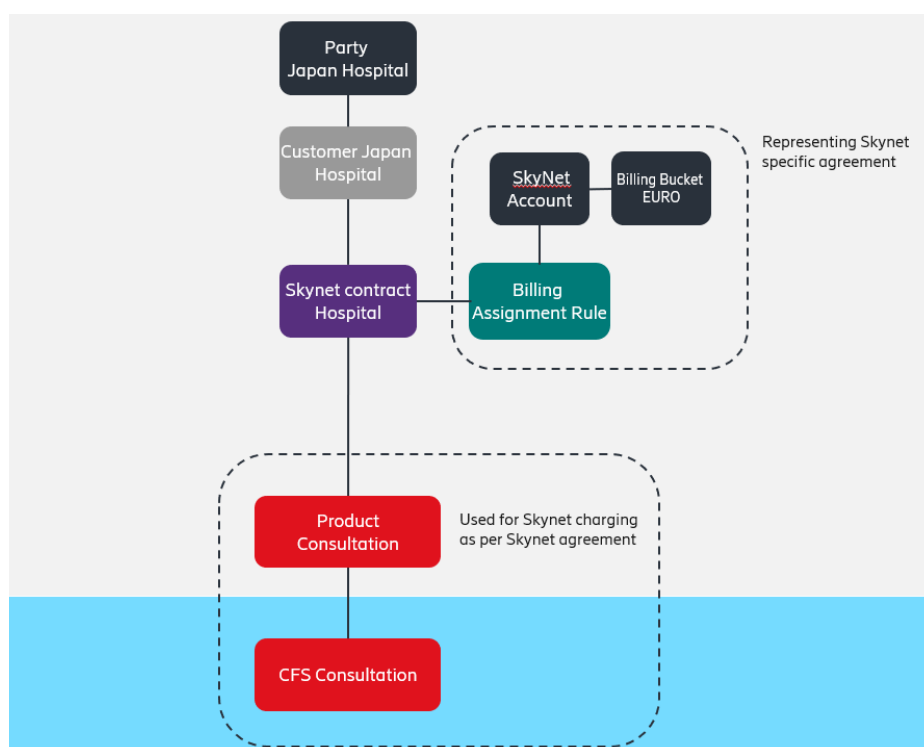 Party
Japan Hospital
Customer Japan
Hospital
Representing Skynet
specific agreement
SkyNet
Account
Billing Bucket
EURO
Skynet contract
Hospital
Billing
Assignment Rule
Product
Consultation
Used for Skynet charging
as per Skynet agreement
CFS Consultation